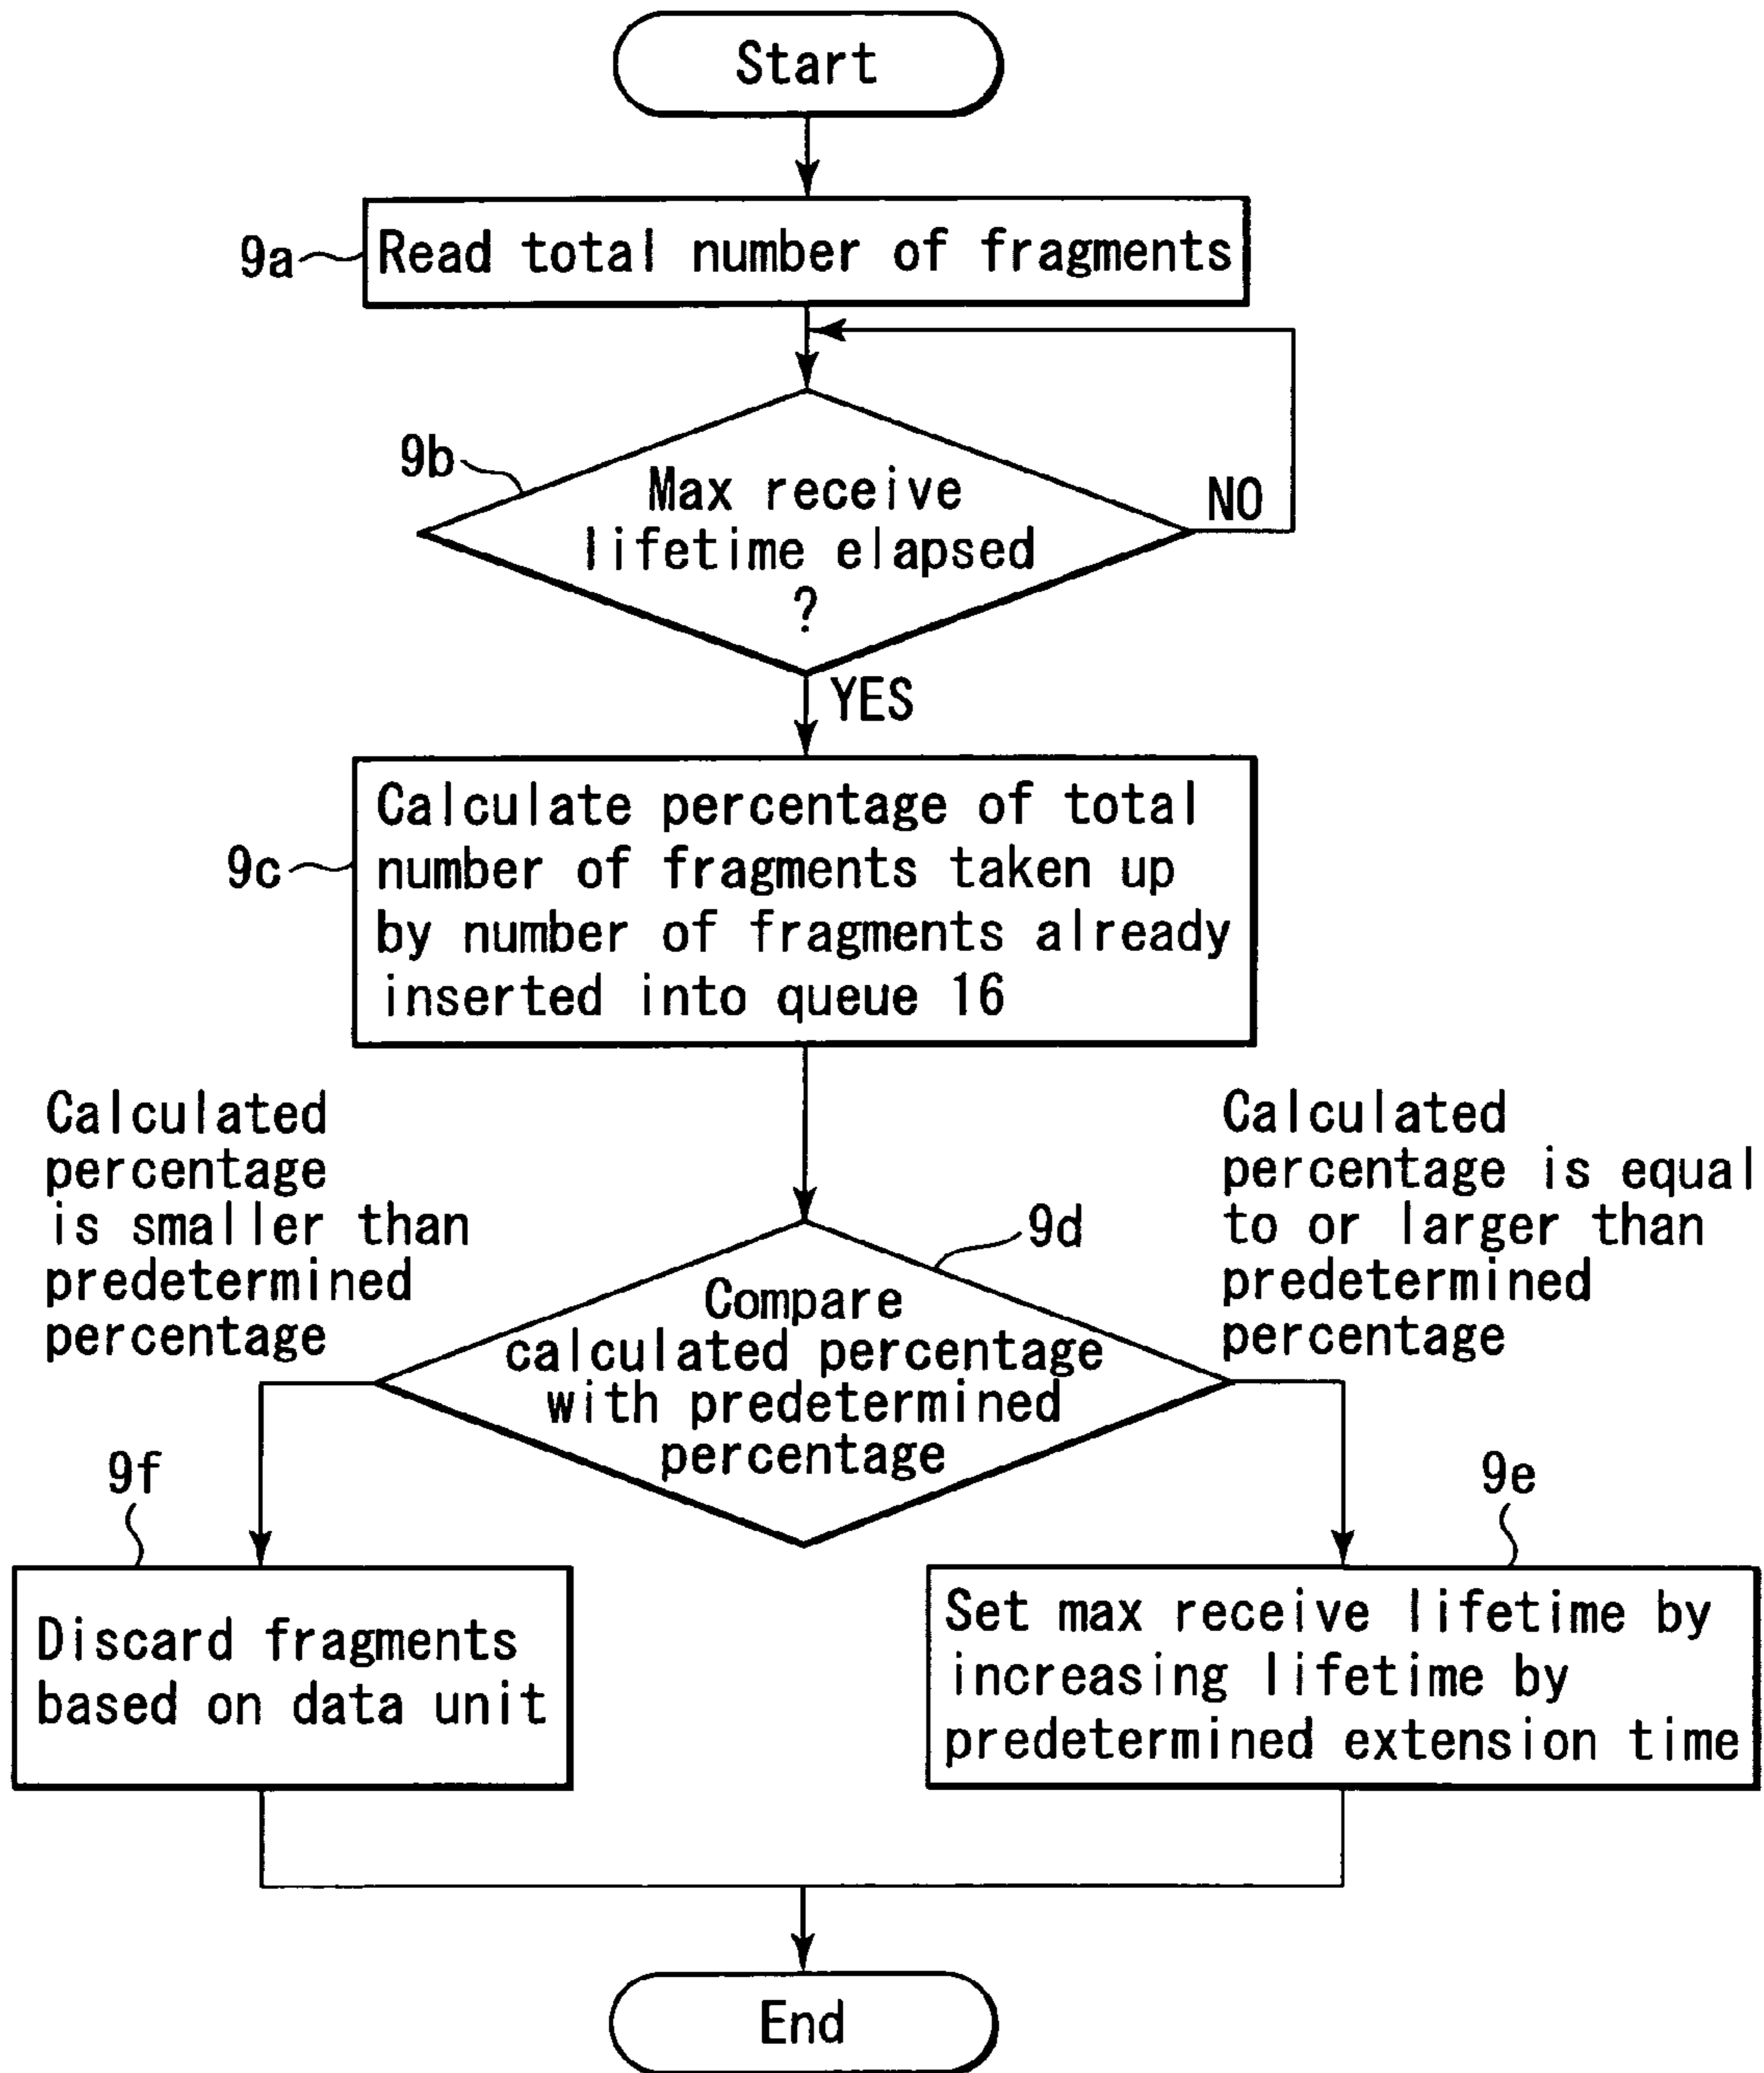 Start
9a
Read total number of fragments
9b
Max receive
lifetime elapsed
?
NO
YES
9c
Calculate percentage of total
number of fragments taken up
by number of fragments already
inserted into queue 16
Calculated
percentage
is smaller than
predetermined
percentage
Calculated
percentage is equal
to or larger than
predetermined
percentage
9d
Compare
calculated percentage
with predetermined
percentage
9f
Discard fragments
based on data unit
9e
Set max receive lifetime by
increasing lifetime by
predetermined extension time
End